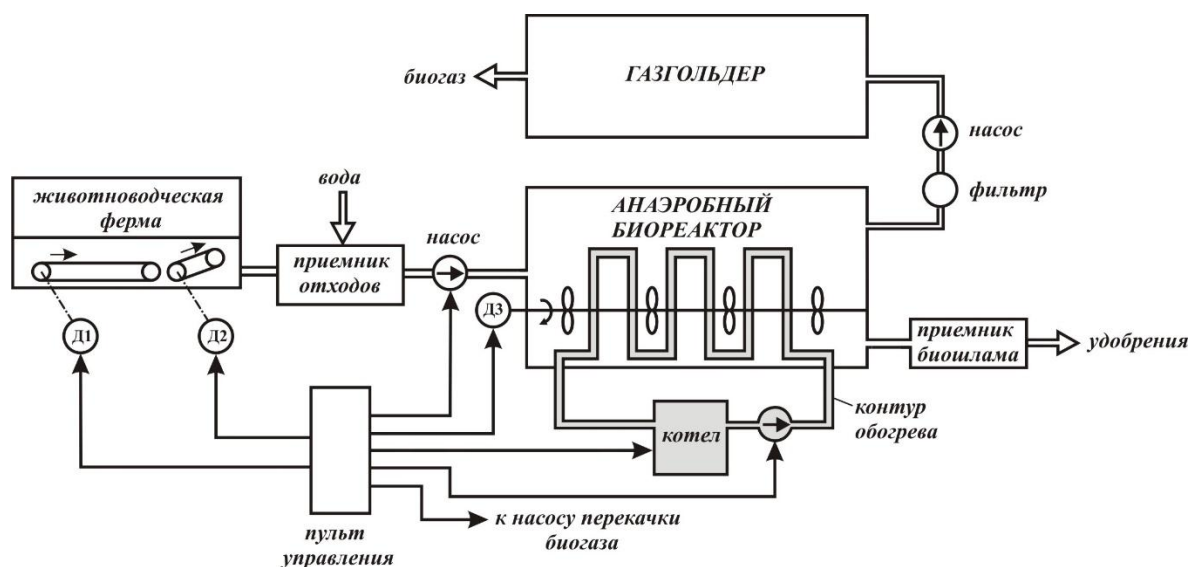 ГАЗГОЛЬДЕР
биогаз
насос
фильтр
животноводческая
ферма
вода
насос
приемник
отходов
АНАЭРОБНЫЙ
БИОРЕАКТОР
Д1
Д2
Д3
приемник
биошлама
удобрения
контур
обогрева
котел
к насосу перекачки
биогаза
пульт
управления